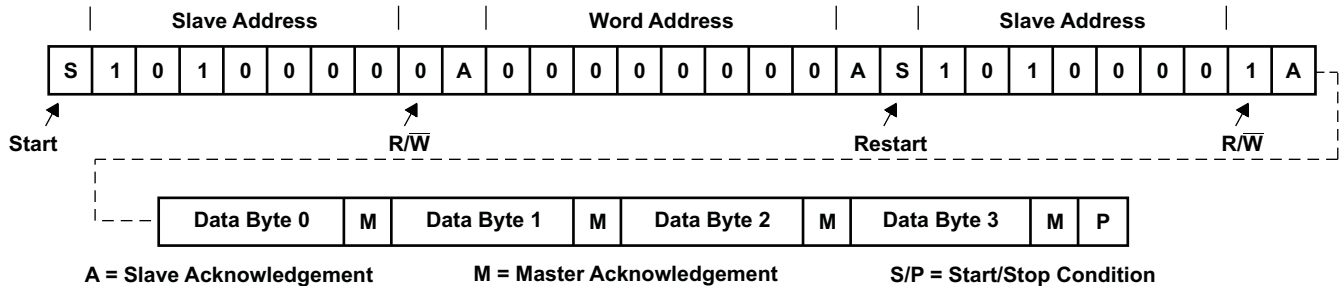 Slave Address Word Address Slave Address
S 1 0 1 0 0 0 0 0 A 0 0 0 0 0 0 0 0 A S 1 0 1 0 0 0 0 1 A
Start R/W̅ Restart R/W̅
Data Byte 0 M Data Byte 1 M Data Byte 2 M Data Byte 3 M P
A = Slave Acknowledgement M = Master Acknowledgement S/P = Start/Stop Condition